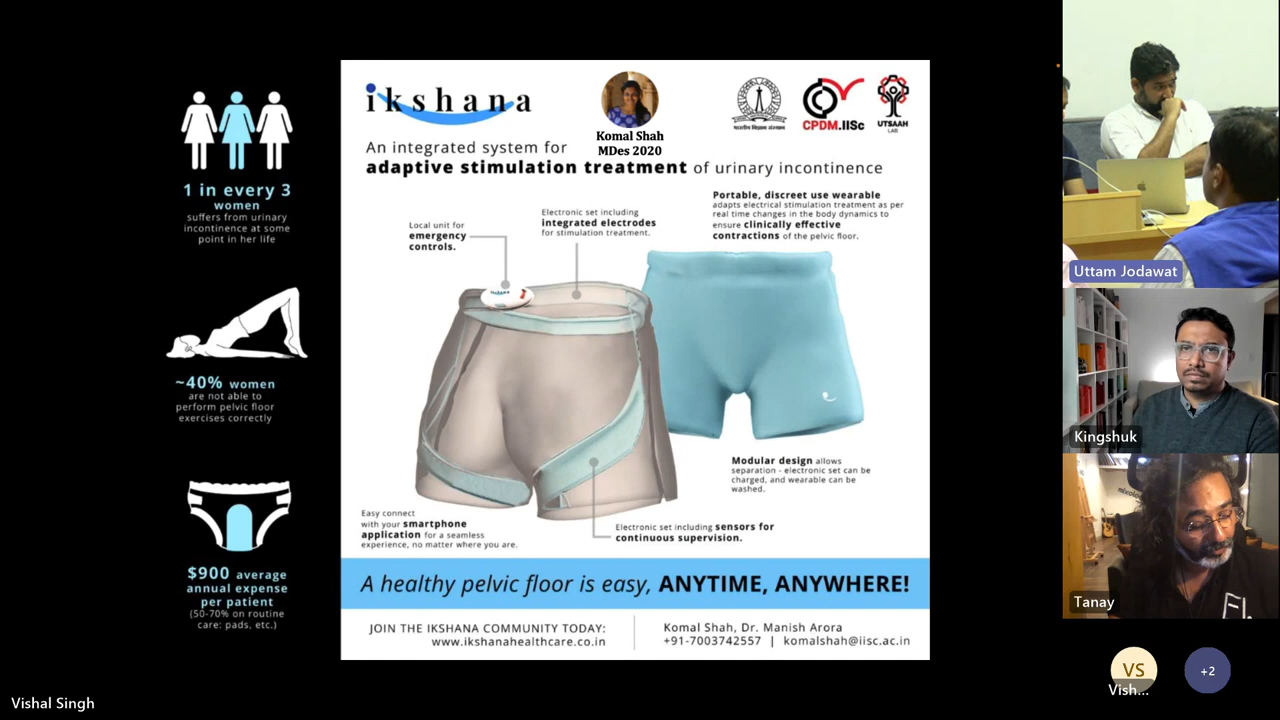 1 in every 3
women
suffers from urinary
incontinence at some
point in her life
~40% women
are not able to
perform pelvic floor
exercises correctly
$900 average
annual expense
per patient
(50-70% on routine
care: pads, etc.)
ikshana
Komal Shah
MDes 2020
CPDM.IISc
UTSAAH
LAB
An integrated system for
adaptive stimulation treatment of urinary incontinence
Local unit for
emergency
controls.
Electronic set including
integrated electrodes
for stimulation treatment.
Portable, discreet use wearable
adapts electrical stimulation treatment as per
real time changes in the body dynamics to
ensure clinically effective
contractions of the pelvic floor.
Modular design allows
separation - electronic set can be
charged, and wearable can be
washed.
Easy connect
with your smartphone
application for a seamless
experience, no matter where you are.
Electronic set including sensors for
continuous supervision.
A healthy pelvic floor is easy, ANYTIME, ANYWHERE!
JOIN THE IKSHANA COMMUNITY TODAY:
www.ikshanahealthcare.co.in
Komal Shah, Dr. Manish Arora
+91-7003742557 | komalshah@iisc.ac.in
Uttam Jodawat
Kingshuk
Tanay
VS
Vish...
+2
Vishal Singh